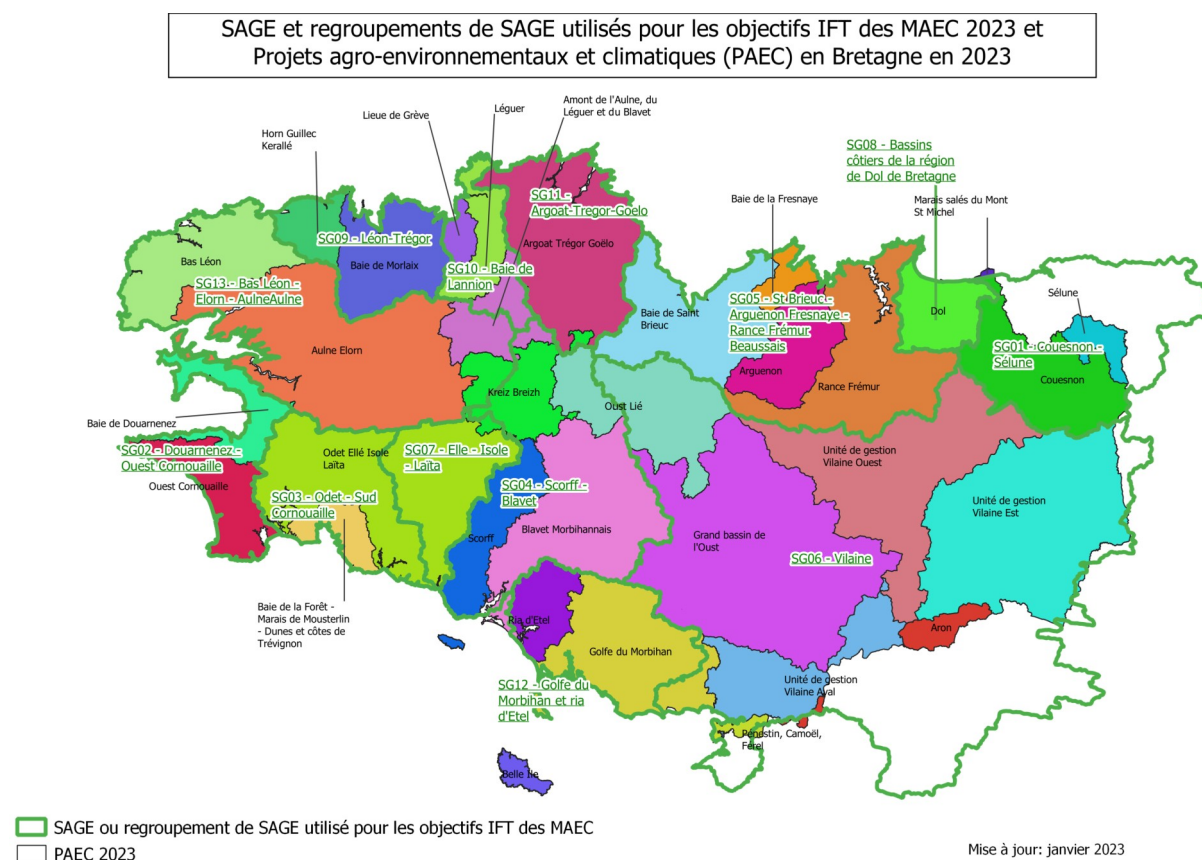 SAGE et regroupements de SAGE utilisés pour les objectifs IFT des MAEC 2023 et
Projets agro-environnementaux et climatiques (PAEC) en Bretagne en 2023
Amont de l'Aulne, du
Léguer et du Blavet
Léguer
Lieue de Grève
Horn Guillec
Kerallé
SG08 - Bassins
côtiers de la région
de Dol de Bretagne
Baie de la Fresnaye
Marais salés du Mont
St Michel
SG11 -
Argoat-Tregor-Goelo
Argoat Trégor Goëlo
SG09 - Léon-Trégor
Baie de Morlaix
Bas Léon
SG10 - Baie de
Lannion
SG13 - Bas Léon -
Elorn - AulneAulne
Sélune
SG05 - St Brieuc -
Arguenon Fresnaye -
Rance Frémur
Beaussais
Baie de Saint
Brieuc
Dol
SG01 - Couesnon -
Sélune
Couesnon
Aulne Elorn
Arguenon
Rance Frémur
Kreiz Breizh
Oust Lié
Baie de Douarnenez
SG02 - Douarnenez -
Ouest Cornouaille
Ouest Cornouaille
Odet Ellé Isole
Laïta
SG07 - Elle - Isole
- Laïta
Unité de gestion
Vilaine Ouest
SG03 - Odet - Sud
Cornouaille
SG04 - Scorff -
Blavet
Unité de gestion
Vilaine Est
Blavet Morbihannais
Scorff
Grand bassin de
l'Oust
SG06 - Vilaine
Baie de la Forêt -
Marais de Mousterlin
- Dunes et côtes de
Trévignon
Ria d'Etel
Aron
Golfe du Morbihan
SG12 - Golfe du
Morbihan et ria
d'Etel
Unité de gestion
Vilaine Aval
Pénestin, Camoël,
Férel
Belle Ile
SAGE ou regroupement de SAGE utilisé pour les objectifs IFT des MAEC
PAEC 2023
Mise à jour: janvier 2023